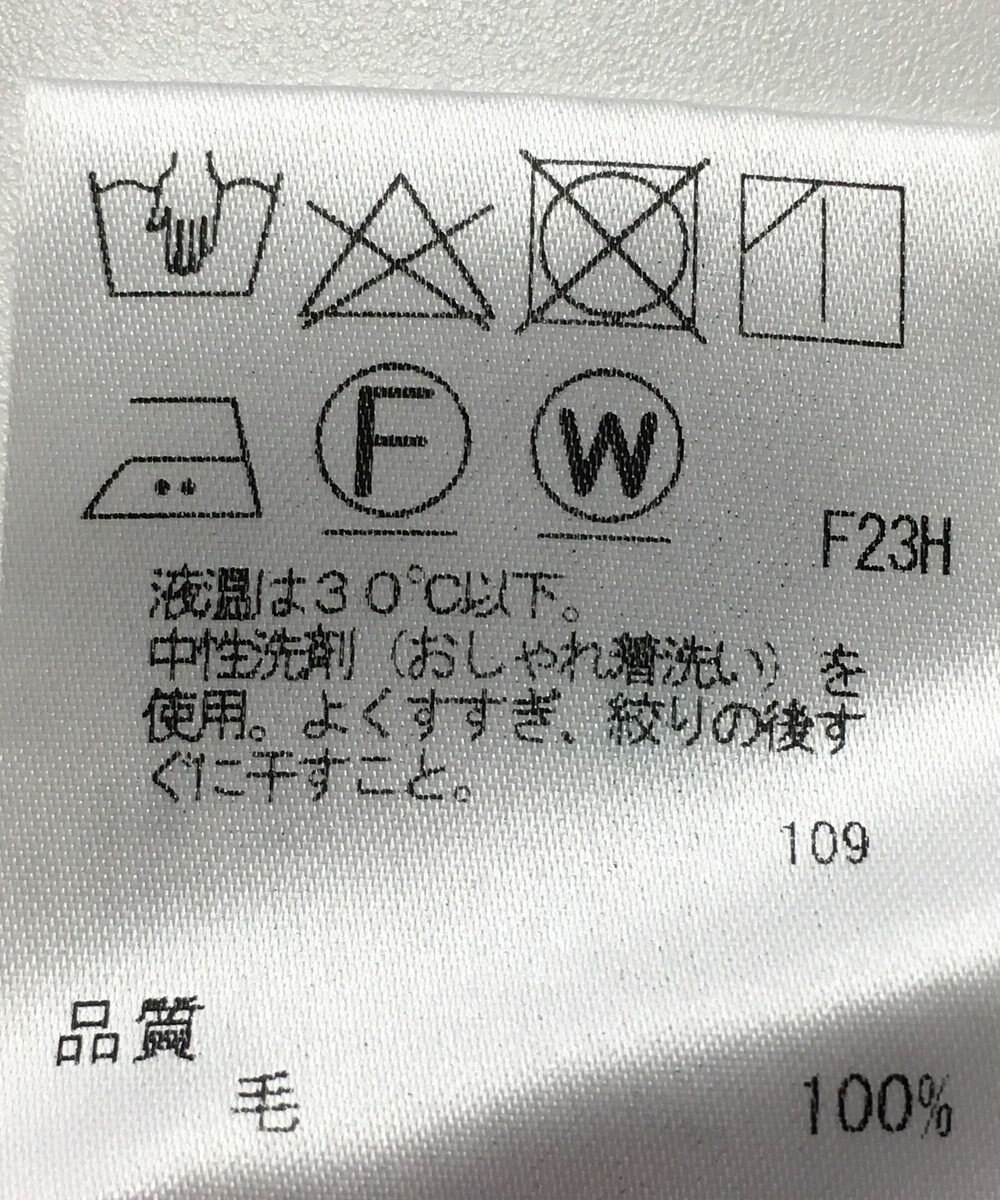 F
W
F23H
液温は30℃以下。
中性洗剤(おしゃれ着洗い)を
使用。よくすすぎ、絞りの後す
ぐに干すこと。
109
品質
毛 100%